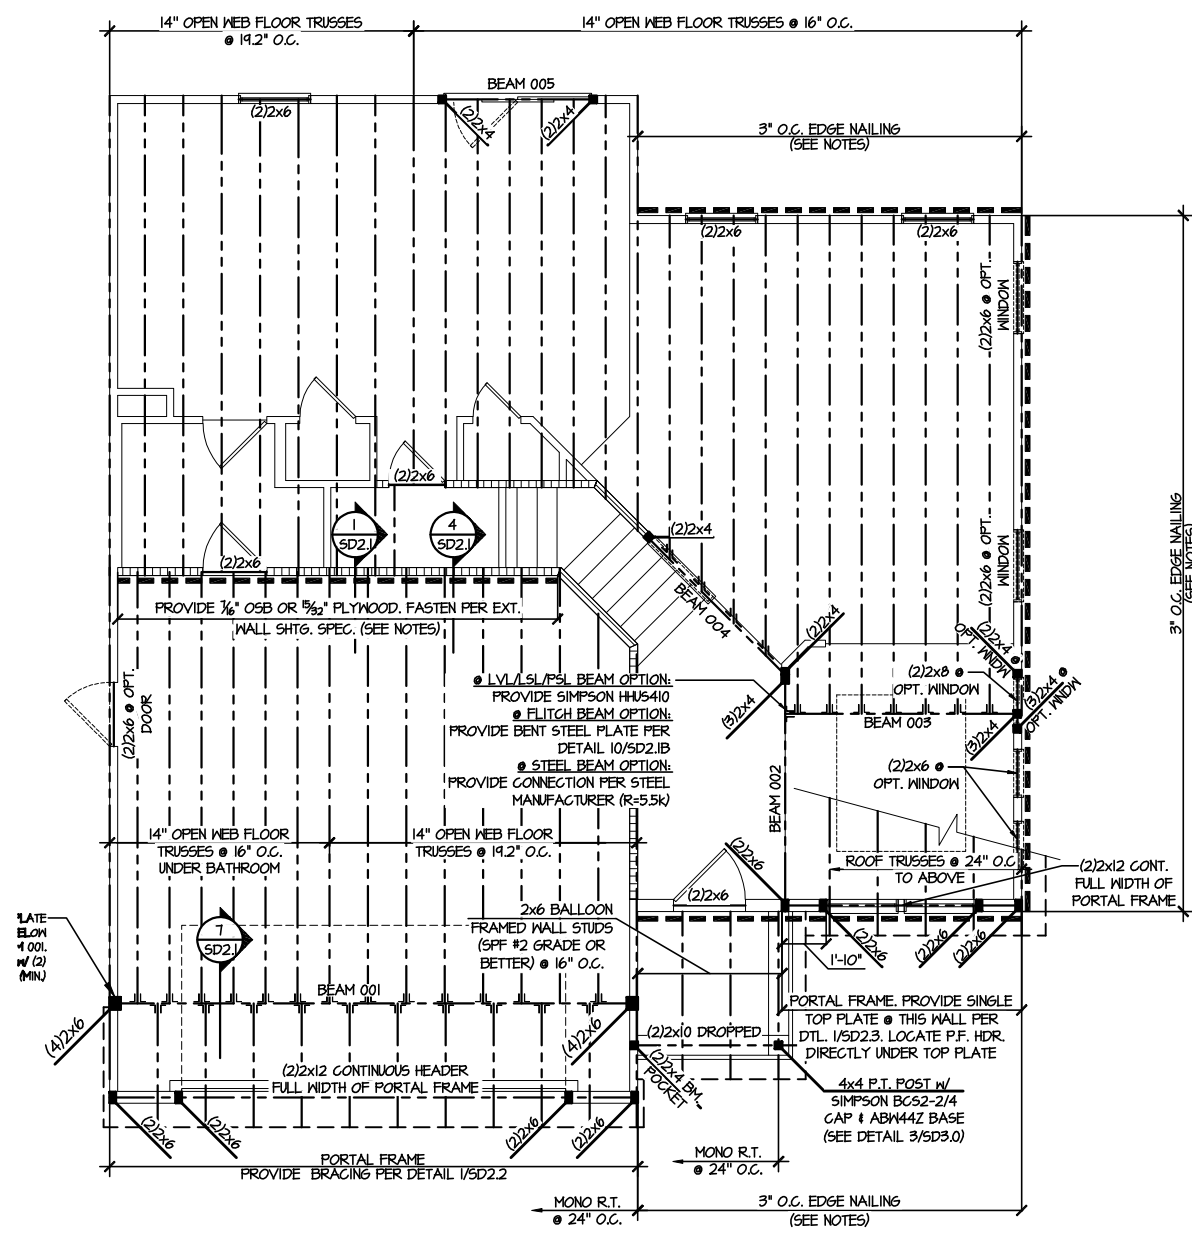 14" OPEN WEB FLOOR TRUSSES
@ 19.2" O.C.
14" OPEN WEB FLOOR TRUSSES @ 16" O.C.
BEAM 005
(2)2x6
(2)2x4
(2)2x4
3" O.C. EDGE NAILING
(SEE NOTES)
(2)2x6
(2)2x6
(2)2x6 @ OPT.
WINDOW
(2)2x6
1
SD2.1
4
SD2.1
(2)2x4
(2)2x6
(2)2x6 @ OPT.
WINDOW
3" O.C. EDGE NAILING
(SEE NOTES)
PROVIDE 7/16" OSB OR 15/32" PLYWOOD. FASTEN PER EXT.
WALL SHTG. SPEC. (SEE NOTES)
BEAM 004
(2)2x4
(2)2x4 @
OPT. WNDW
(2)2x6 @ OPT.
DOOR
@ LVL/LSL/PSL BEAM OPTION:
PROVIDE SIMPSON HHUS410
@ FLITCH BEAM OPTION:
PROVIDE BENT STEEL PLATE PER
DETAIL 10/SD2.1B
@ STEEL BEAM OPTION:
PROVIDE CONNECTION PER STEEL
MANUFACTURER (R=5.5k)
(3)2x4
(2)2x8 @
OPT. WINDOW
BEAM 003
(3)2x4
(3)2x4 @
OPT. WNDW
BEAM 002
(2)2x6 @
OPT. WINDOW
14" OPEN WEB FLOOR
TRUSSES @ 16" O.C.
UNDER BATHROOM
14" OPEN WEB FLOOR
TRUSSES @ 19.2" O.C.
(2)2x6
(2)2x6
ROOF TRUSSES @ 24" O.C.
TO ABOVE
(2)2x12 CONT.
FULL WIDTH OF
PORTAL FRAME
2x6 BALLOON
FRAMED WALL STUDS
(SPF #2 GRADE OR
BETTER) @ 16" O.C.
7
SD2.1
LATE
ELOW
1 001.
W/ (2)
(MIN.)
(2)2x6
(2)2x6
(2)2x6
1'-10"
BEAM 001
(4)2x6
(4)2x6
PORTAL FRAME. PROVIDE SINGLE
TOP PLATE @ THIS WALL PER
DTL. 1/SD2.3. LOCATE P.F. HDR.
DIRECTLY UNDER TOP PLATE
(2)2x10 DROPPED
(2)2x4 BM.
POCKET
(2)2x12 CONTINUOUS HEADER
FULL WIDTH OF PORTAL FRAME
4x4 P.T. POST W/
SIMPSON BCS2-2/4
CAP & ABW44Z BASE
(SEE DETAIL 3/SD3.0)
(2)2x6
(2)2x6
(2)2x6
(2)2x6
MONO R.T.
@ 24" O.C.
PORTAL FRAME
PROVIDE BRACING PER DETAIL 1/SD2.2
MONO R.T.
@ 24" O.C.
3" O.C. EDGE NAILING
(SEE NOTES)